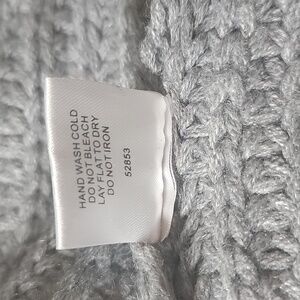 HAND WASH COLD
DO NOT BLEACH
LAY FLAT TO DRY
DO NOT IRON
52853